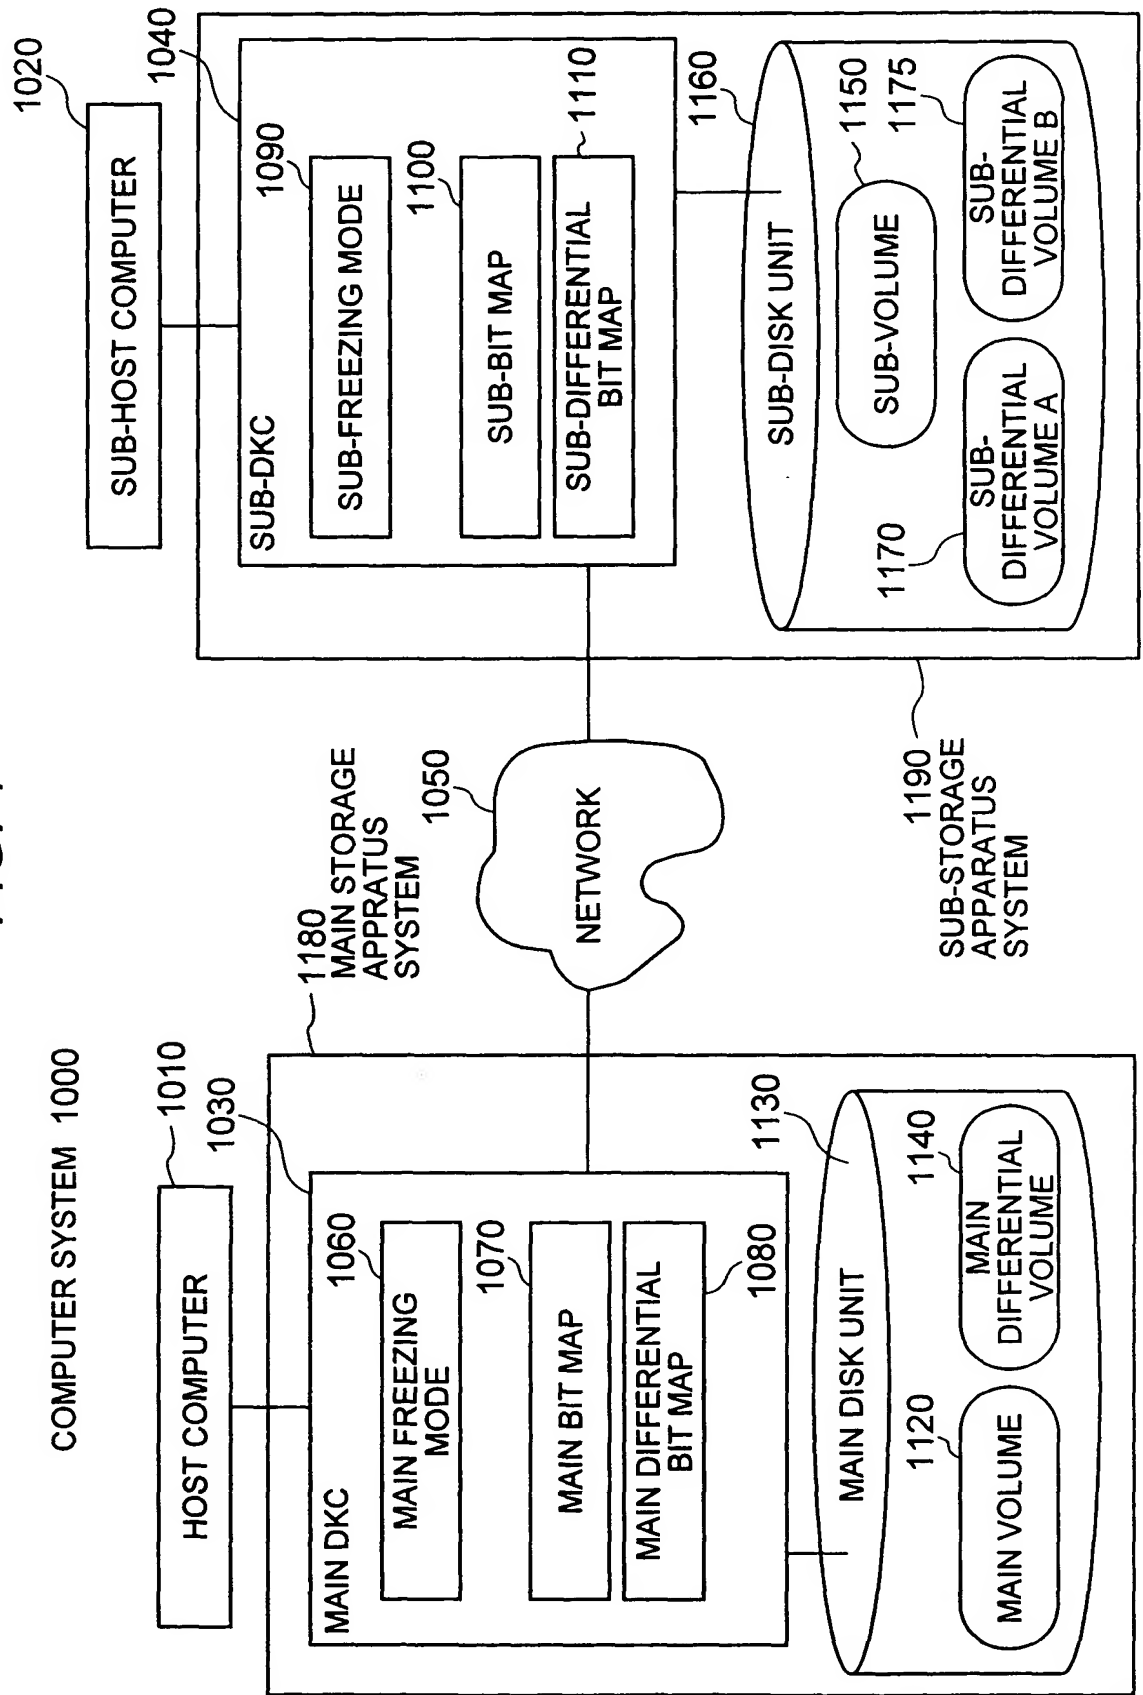 COMPUTER SYSTEM 1000
HOST COMPUTER
1010
1030
MAIN DKC
MAIN FREEZING
MODE
1060
MAIN BIT MAP
1070
MAIN DIFFERENTIAL
BIT MAP
1080
MAIN DISK UNIT
1130
MAIN VOLUME
1120
MAIN
DIFFERENTIAL
VOLUME
1140
1180
MAIN STORAGE
APPRATUS
SYSTEM
NETWORK
1050
1190
SUB-STORAGE
APPARATUS
SYSTEM
SUB-HOST COMPUTER
1020
1040
SUB-DKC
SUB-FREEZING MODE
1090
SUB-BIT MAP
1100
SUB-DIFFERENTIAL
BIT MAP
1110
SUB-DISK UNIT
1160
SUB-VOLUME
1150
1170
SUB-
DIFFERENTIAL
VOLUME A
1175
SUB-
DIFFERENTIAL
VOLUME B